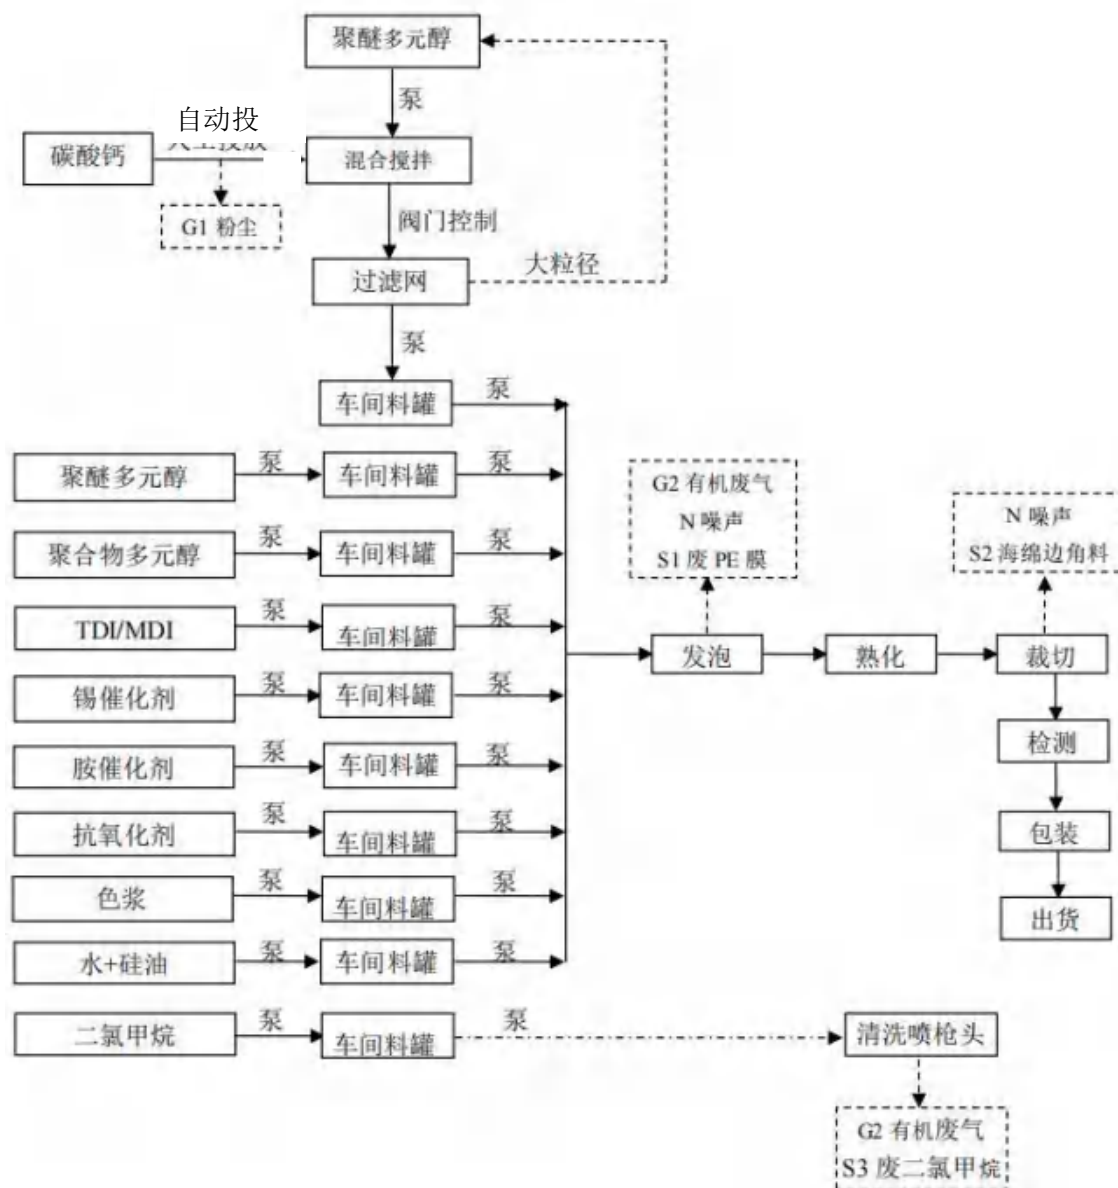 聚醚多元醇
泵
自动投
碳酸钙
混合搅拌
G1 粉尘
阀门控制
过滤网
大粒径
泵
车间料罐
泵
聚醚多元醇
泵
车间料罐
泵
聚合物多元醇
泵
车间料罐
泵
TDI/MDI
泵
车间料罐
泵
锡催化剂
泵
车间料罐
泵
胺催化剂
泵
车间料罐
泵
抗氧化剂
泵
车间料罐
泵
色浆
泵
车间料罐
泵
水+硅油
泵
车间料罐
泵
二氯甲烷
泵
车间料罐
泵
G2 有机废气
N 噪声
S1 废 PE 膜
N 噪声
S2 海绵边角料
发泡
熟化
裁切
检测
包装
出货
清洗喷枪头
G2 有机废气
S3 废二氯甲烷